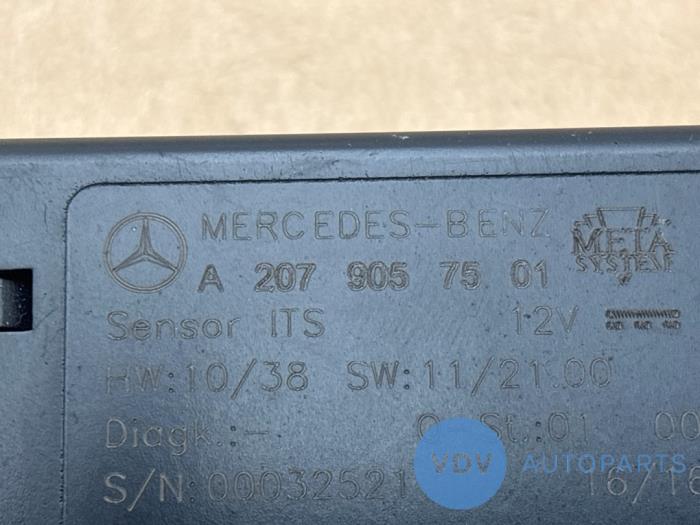 MERCEDES-BENZ META SYSTEM
A 207 905 75 01
Sensor ITS 12V
HW:10/38 SW:11/21.00
Diagk.:- St.:01 00
S/N:00032521 16/16
VDV AUTOPARTS